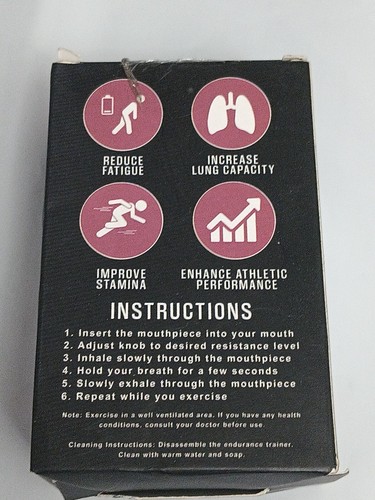 REDUCE
FATIGUE
INCREASE
LUNG CAPACITY
IMPROVE
STAMINA
ENHANCE ATHLETIC
PERFORMANCE
INSTRUCTIONS
1. Insert the mouthpiece into your mouth
2. Adjust knob to desired resistance level
3. Inhale slowly through the mouthpiece
4. Hold your breath for a few seconds
5. Slowly exhale through the mouthpiece
6. Repeat while you exercise
Note: Exercise in a well ventilated area. If you have any health
conditions, consult your doctor before use.
Cleaning Instructions: Disassemble the endurance trainer.
Clean with warm water and soap.